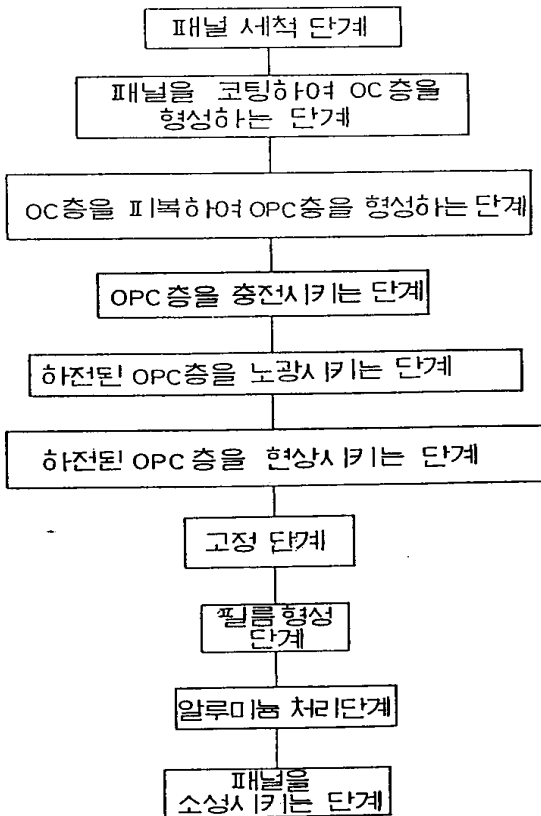 패널 세척 단계
패널을 코팅하여 OC층을
형성하는 단계
OC층을 피복하여 OPC층을 형성하는 단계
OPC층을 충전시키는 단계
하전된 OPC층을 노광시키는 단계
하전된 OPC층을 현상시키는 단계
고정 단계
필름형성
단계
알루미늄 처리단계
패널을
소성시키는 단계